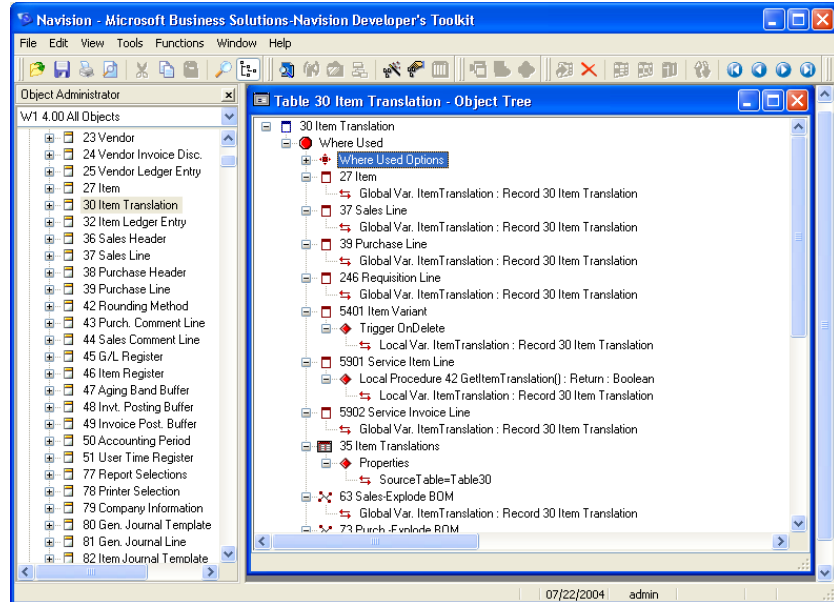 Navision - Microsoft Business Solutions-Navision Developer's Toolkit
File Edit View Tools Functions Window Help
Object Administrator
W1 4.00 All Objects
23 Vendor
24 Vendor Invoice Disc.
25 Vendor Ledger Entry
27 Item
30 Item Translation
32 Item Ledger Entry
36 Sales Header
37 Sales Line
38 Purchase Header
39 Purchase Line
42 Rounding Method
43 Purch. Comment Line
44 Sales Comment Line
45 G/L Register
46 Item Register
47 Aging Band Buffer
48 Invt. Posting Buffer
49 Invoice Post. Buffer
50 Accounting Period
51 User Time Register
77 Report Selections
78 Printer Selection
79 Company Information
80 Gen. Journal Template
81 Gen. Journal Line
82 Item Journal Template
Table 30 Item Translation - Object Tree
30 Item Translation
Where Used
Where Used Options
27 Item
Global Var. ItemTranslation : Record 30 Item Translation
37 Sales Line
Global Var. ItemTranslation : Record 30 Item Translation
39 Purchase Line
Global Var. ItemTranslation : Record 30 Item Translation
246 Requisition Line
Global Var. ItemTranslation : Record 30 Item Translation
5401 Item Variant
Trigger OnDelete
Local Var. ItemTranslation : Record 30 Item Translation
5901 Service Item Line
Local Procedure 42 GetItemTranslation() : Return : Boolean
Local Var. ItemTranslation : Record 30 Item Translation
5902 Service Invoice Line
Global Var. ItemTranslation : Record 30 Item Translation
35 Item Translations
Properties
SourceTable=Table30
63 Sales-Explode BOM
Global Var. ItemTranslation : Record 30 Item Translation
73 Purch.-Explode BOM
07/22/2004 admin